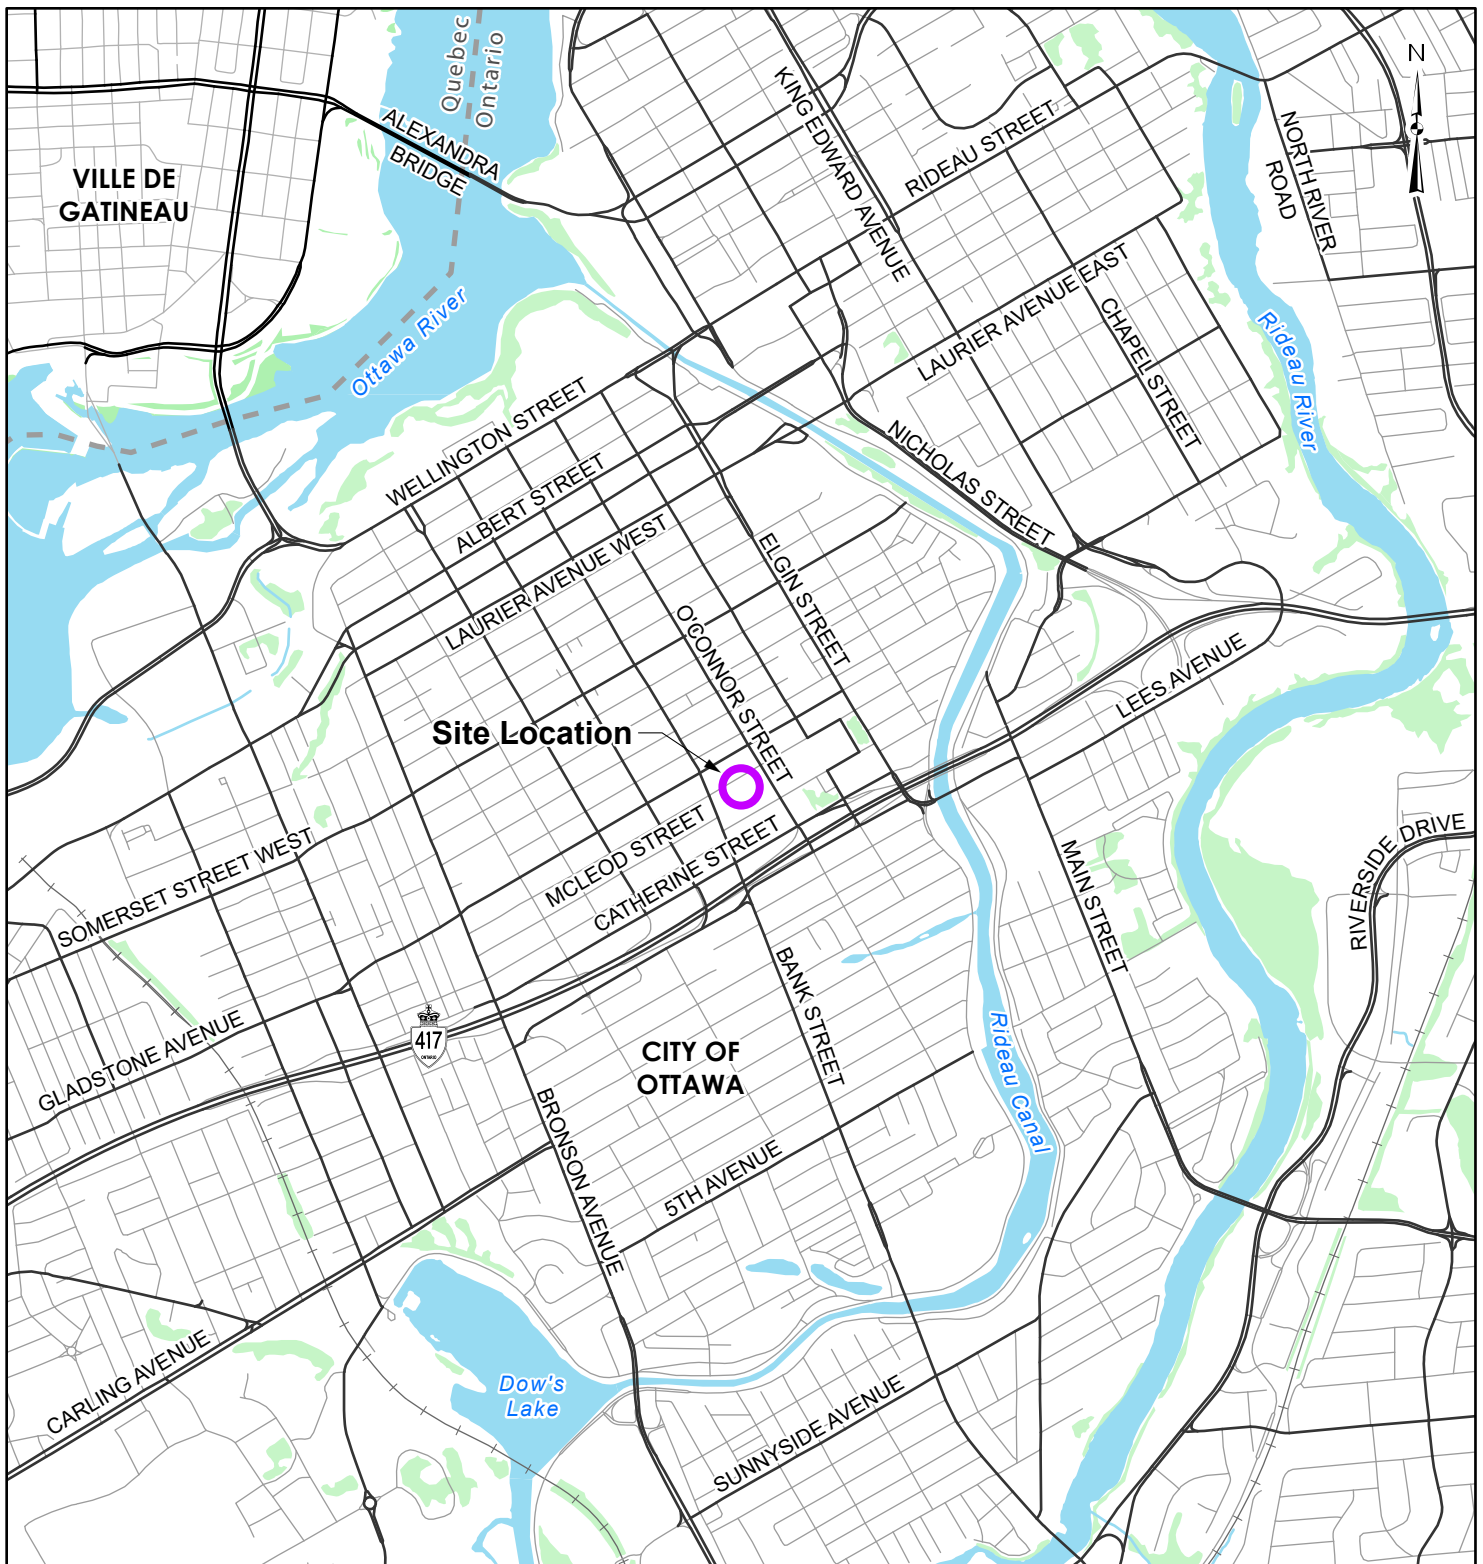 Quebec
Ontario
N
ALEXANDRA
BRIDGE
KING EDWARD AVENUE
RIDEAU STREET
NORTH RIVER
ROAD
VILLE DE
GATINEAU
Ottawa River
LAURIER AVENUE EAST
CHAPEL STREET
Rideau River
WELLINGTON STREET
ALBERT STREET
LAURIER AVENUE WEST
NICHOLAS STREET
ELGIN STREET
O'CONNOR STREET
LEES AVENUE
Site Location
MCLEOD STREET
CATHERINE STREET
SOMERSET STREET WEST
MAIN STREET
RIVERSIDE DRIVE
GLADSTONE AVENUE
417
ONTARIO
BANK STREET
CITY OF
OTTAWA
Rideau Canal
BRONSON AVENUE
5TH AVENUE
CARLING AVENUE
Dow's
Lake
SUNNYSIDE AVENUE